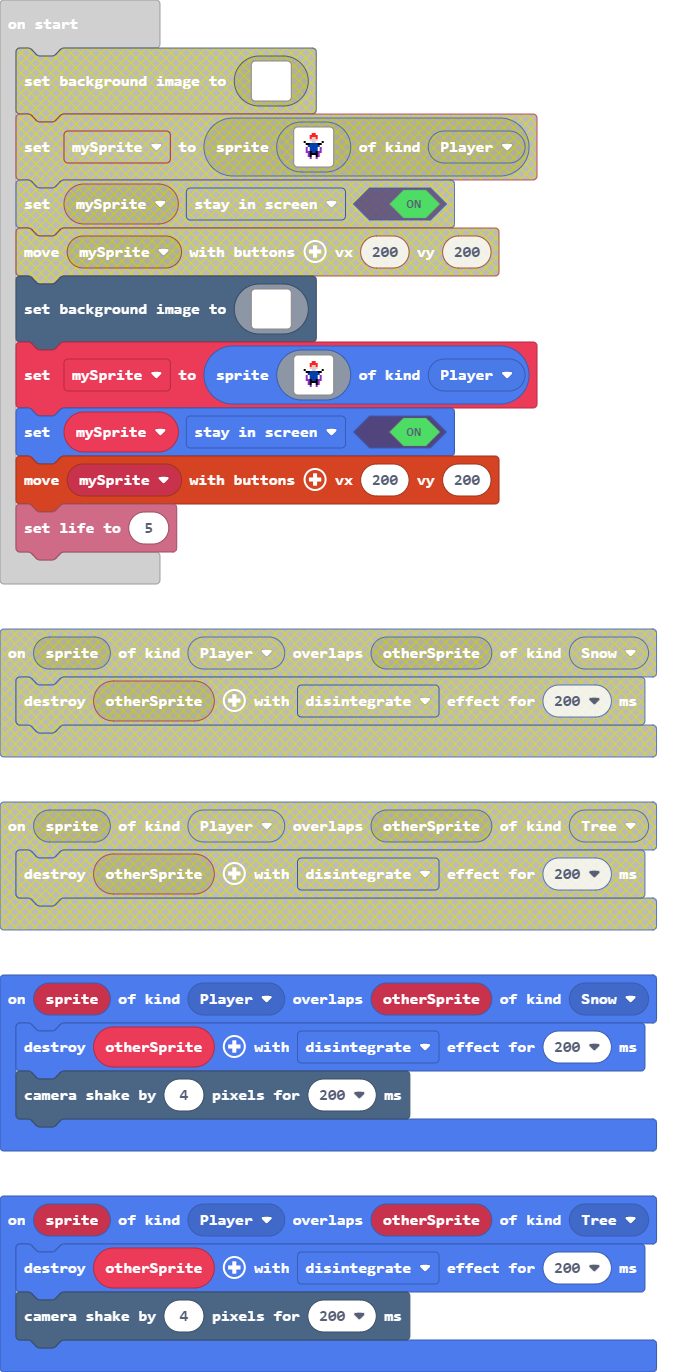 on start
set background image to
set mySprite to sprite of kind Player
set mySprite stay in screen ON
move mySprite with buttons vx 200 vy 200
set background image to
set mySprite to sprite of kind Player
set mySprite stay in screen ON
move mySprite with buttons vx 200 vy 200
set life to 5
on sprite of kind Player overlaps otherSprite of kind Snow
destroy otherSprite with disintegrate effect for 200 ms
on sprite of kind Player overlaps otherSprite of kind Tree
destroy otherSprite with disintegrate effect for 200 ms
on sprite of kind Player overlaps otherSprite of kind Snow
destroy otherSprite with disintegrate effect for 200 ms
camera shake by 4 pixels for 200 ms
on sprite of kind Player overlaps otherSprite of kind Tree
destroy otherSprite with disintegrate effect for 200 ms
camera shake by 4 pixels for 200 ms